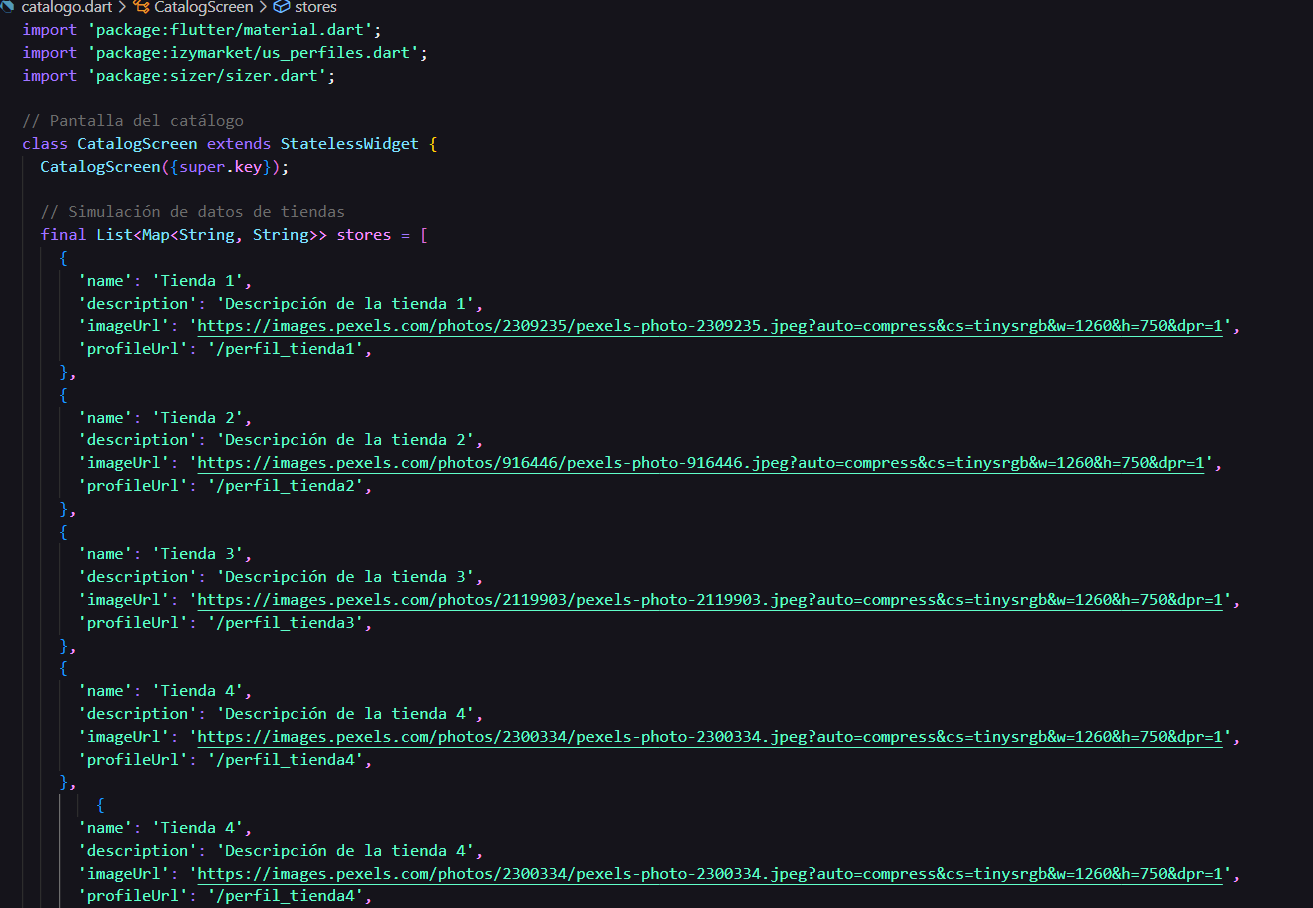 catalogo.dart > CatalogScreen > stores
import 'package:flutter/material.dart';
import 'package:izymarket/us_perfiles.dart';
import 'package:sizer/sizer.dart';

// Pantalla del catálogo
class CatalogScreen extends StatelessWidget {
  CatalogScreen({super.key});

  // Simulación de datos de tiendas
  final List<Map<String, String>> stores = [
    {
      'name': 'Tienda 1',
      'description': 'Descripción de la tienda 1',
      'imageUrl': 'https://images.pexels.com/photos/2309235/pexels-photo-2309235.jpeg?auto=compress&cs=tinysrgb&w=1260&h=750&dpr=1',
      'profileUrl': '/perfil_tienda1',
    },
    {
      'name': 'Tienda 2',
      'description': 'Descripción de la tienda 2',
      'imageUrl': 'https://images.pexels.com/photos/916446/pexels-photo-916446.jpeg?auto=compress&cs=tinysrgb&w=1260&h=750&dpr=1',
      'profileUrl': '/perfil_tienda2',
    },
    {
      'name': 'Tienda 3',
      'description': 'Descripción de la tienda 3',
      'imageUrl': 'https://images.pexels.com/photos/2119903/pexels-photo-2119903.jpeg?auto=compress&cs=tinysrgb&w=1260&h=750&dpr=1',
      'profileUrl': '/perfil_tienda3',
    },
    {
      'name': 'Tienda 4',
      'description': 'Descripción de la tienda 4',
      'imageUrl': 'https://images.pexels.com/photos/2300334/pexels-photo-2300334.jpeg?auto=compress&cs=tinysrgb&w=1260&h=750&dpr=1',
      'profileUrl': '/perfil_tienda4',
    },
        {
      'name': 'Tienda 4',
      'description': 'Descripción de la tienda 4',
      'imageUrl': 'https://images.pexels.com/photos/2300334/pexels-photo-2300334.jpeg?auto=compress&cs=tinysrgb&w=1260&h=750&dpr=1',
      'profileUrl': '/perfil_tienda4',